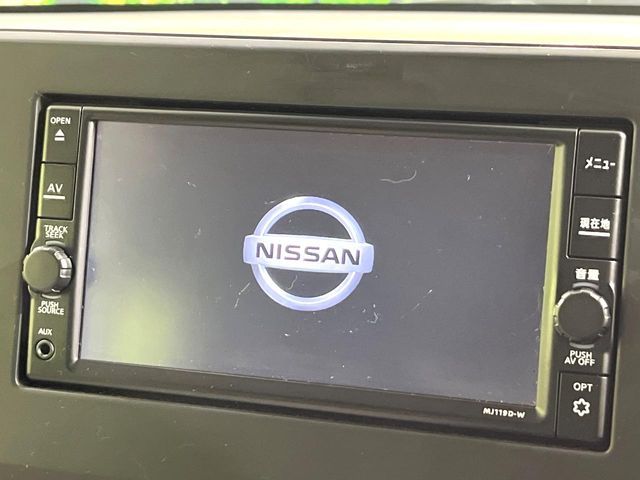 OPEN
AV
TRACK
SEEK
PUSH
SOURCE
AUX
NISSAN
メニュー
現在地
音量
PUSH
AV OFF
OPT
MJ119D-W